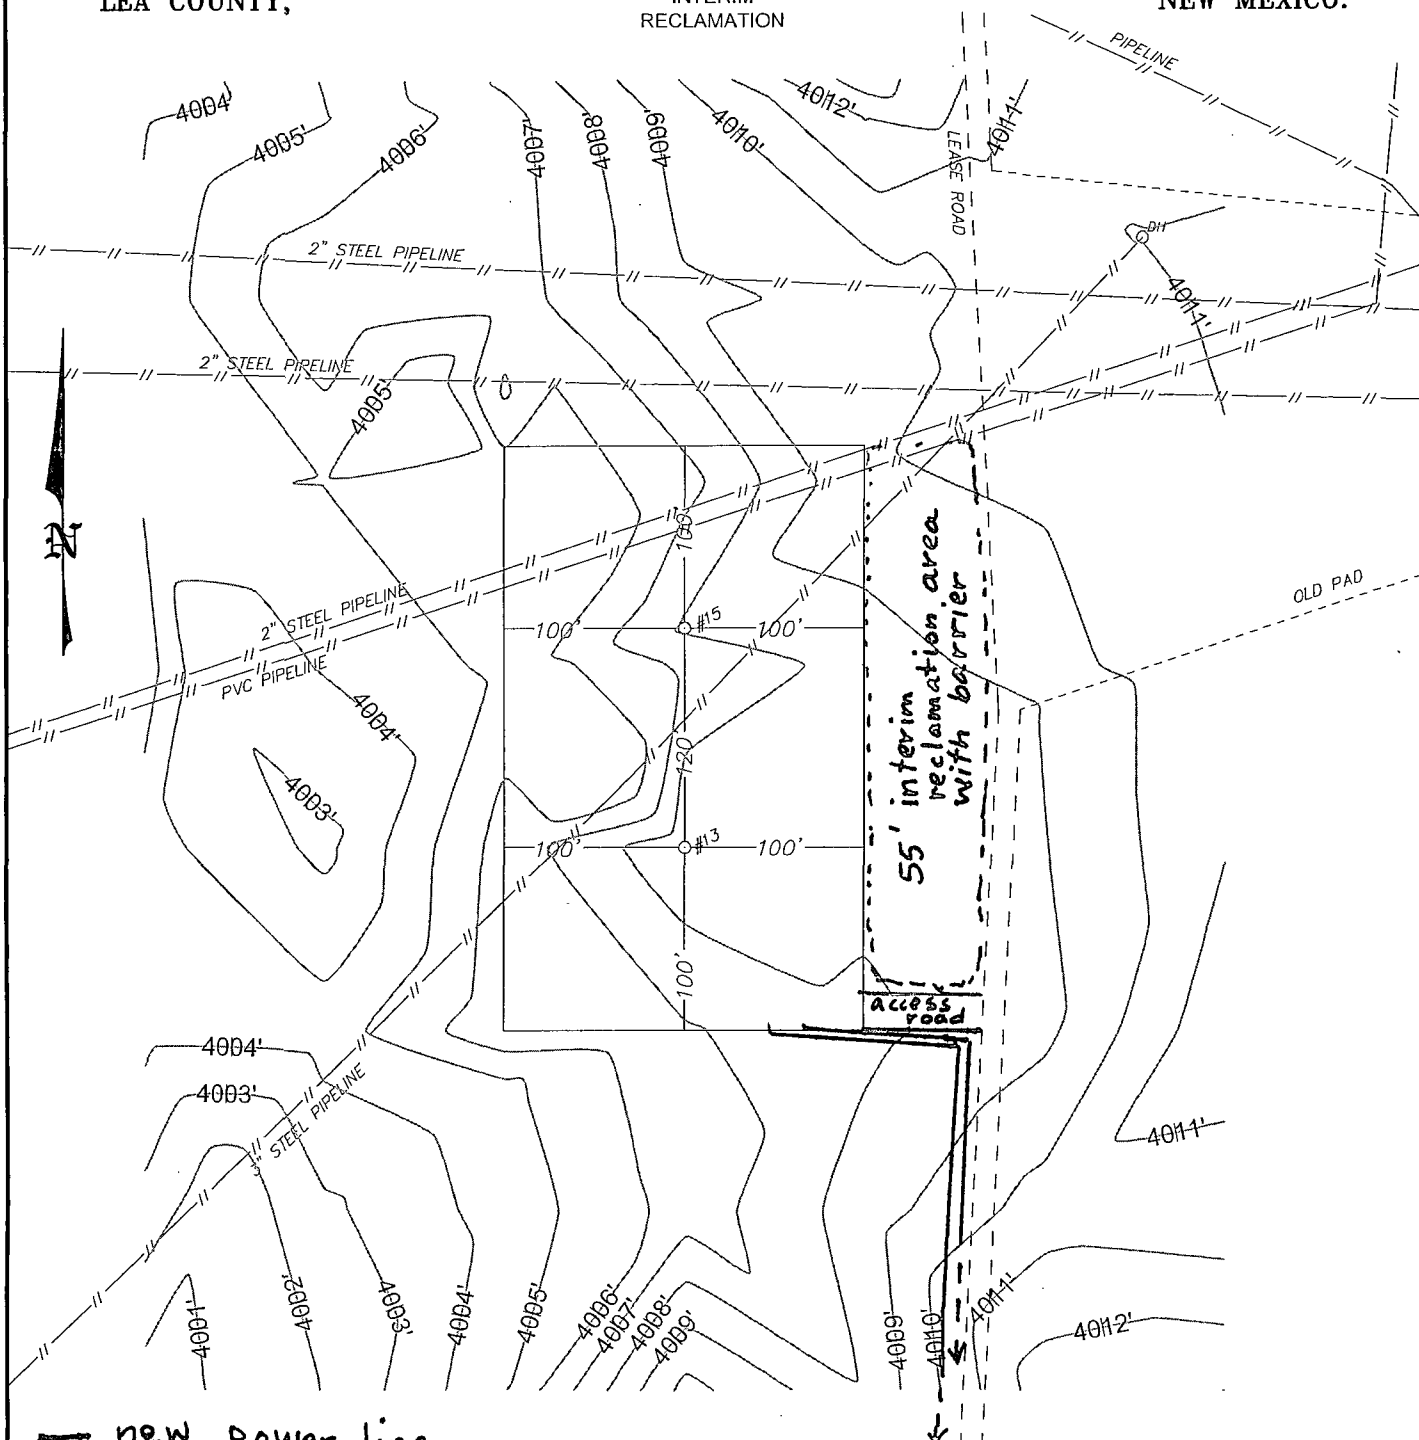 LEA COUNTY,
INTERIM
RECLAMATION
NEW MEXICO.
PIPELINE
4004'
4005'
4006'
4007'
4008'
4009'
4010'
4012'
4011'
LEASE ROAD
DH
4011'
2" STEEL PIPELINE
2" STEEL PIPELINE
4005'
N
100'
2" STEEL PIPELINE
PVC PIPELINE
100'
#15
100'
OLD PAD
55' interim
reclamation area
with barrier
4004'
4003'
120
100'
#13
100'
100'
access
road
4004'
4003'
3" STEEL PIPELINE
4011'
4001'
4002'
4003'
4004'
4005'
4006'
4007'
4008'
4009'
4009'
4010'
4011'
4012'
new power line